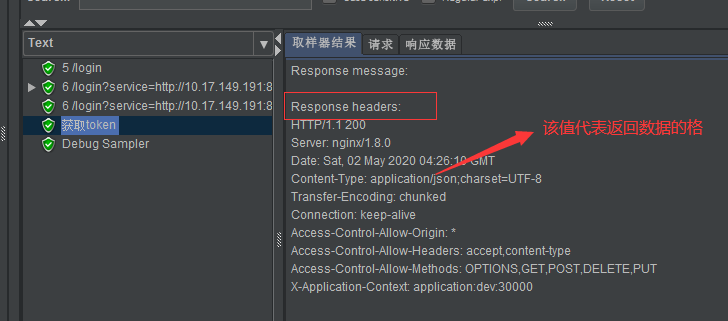 Text
取样器结果 请求 响应数据
5 /login
6 /login?service=http://10.17.149.191:8
6 /login?service=http://10.17.149.191:8
获取token
Debug Sampler
Response message:
Response headers:
HTTP/1.1 200
Server: nginx/1.8.0
Date: Sat, 02 May 2020 04:26:19 GMT
Content-Type: application/json;charset=UTF-8
Transfer-Encoding: chunked
Connection: keep-alive
Access-Control-Allow-Origin: *
Access-Control-Allow-Headers: accept,content-type
Access-Control-Allow-Methods: OPTIONS,GET,POST,DELETE,PUT
X-Application-Context: application:dev:30000
该值代表返回数据的格